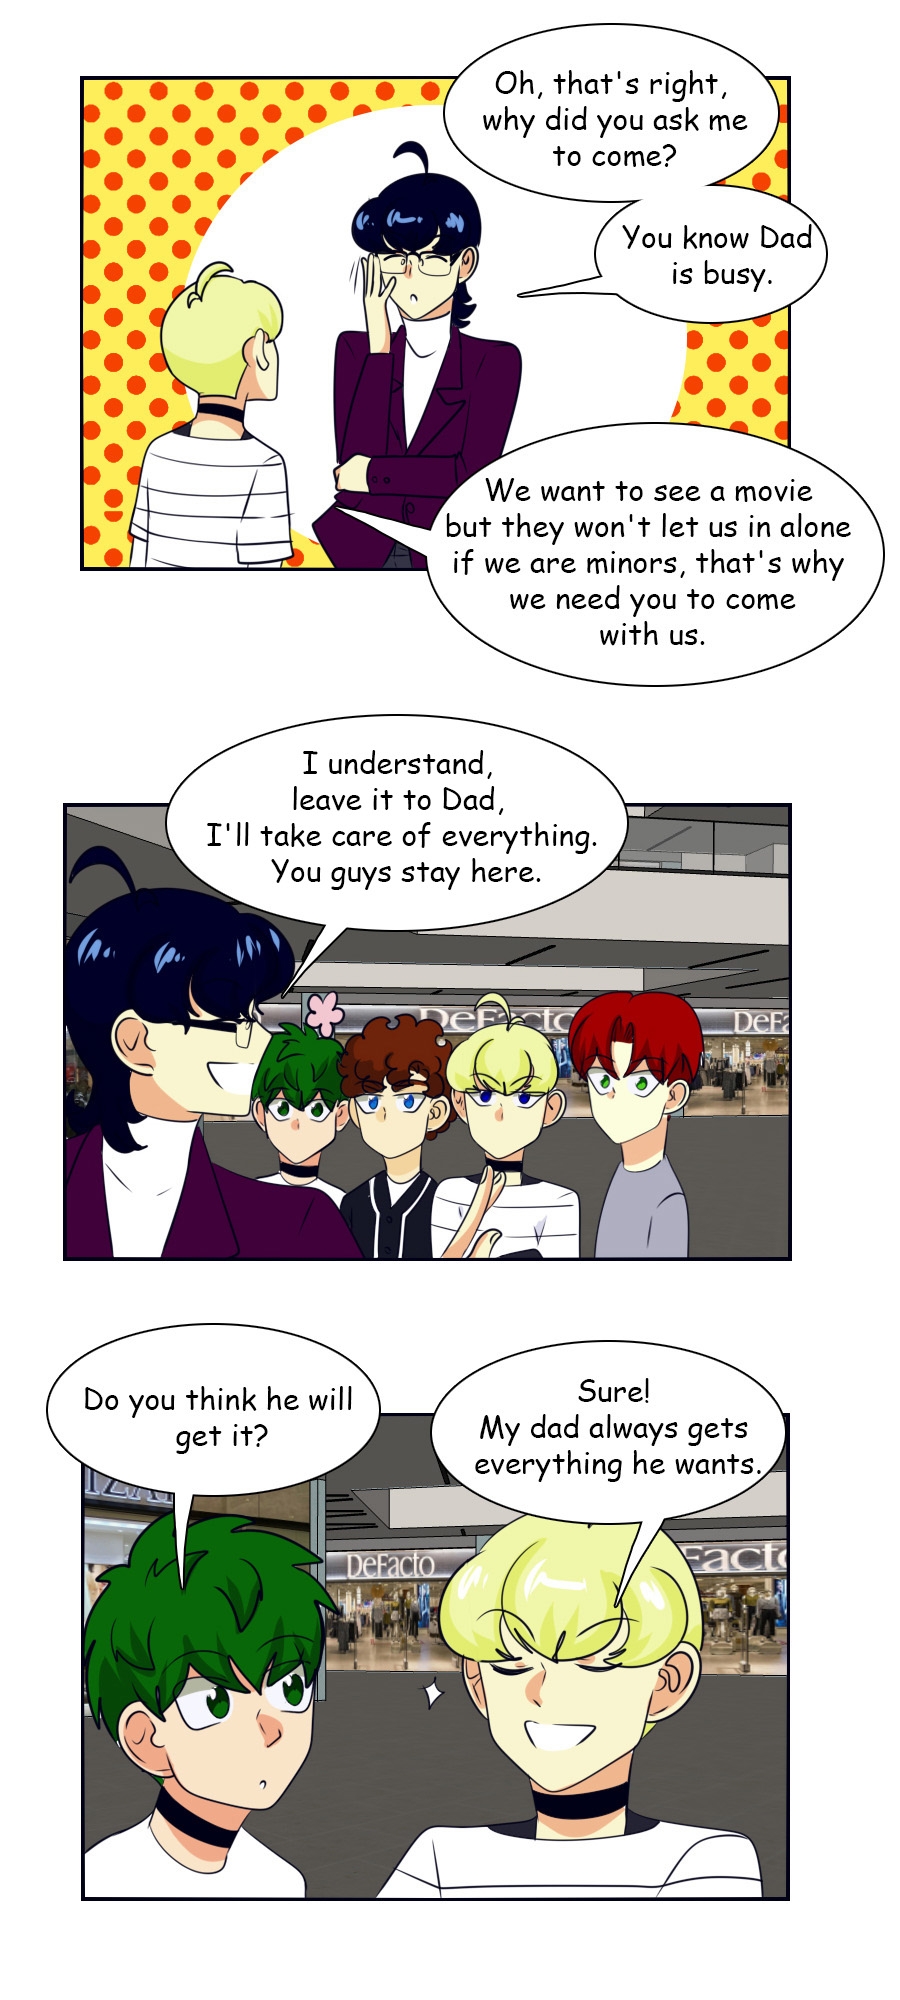 Oh, that's right,
why did you ask me
to come?
You know Dad
is busy.
We want to see a movie
but they won't let us in alone
if we are minors, that's why
we need you to come
with us.
I understand,
leave it to Dad,
I'll take care of everything.
You guys stay here.
DeFacto
DeFa
Do you think he will
get it?
Sure!
My dad always gets
everything he wants.
DeFacto
Facto